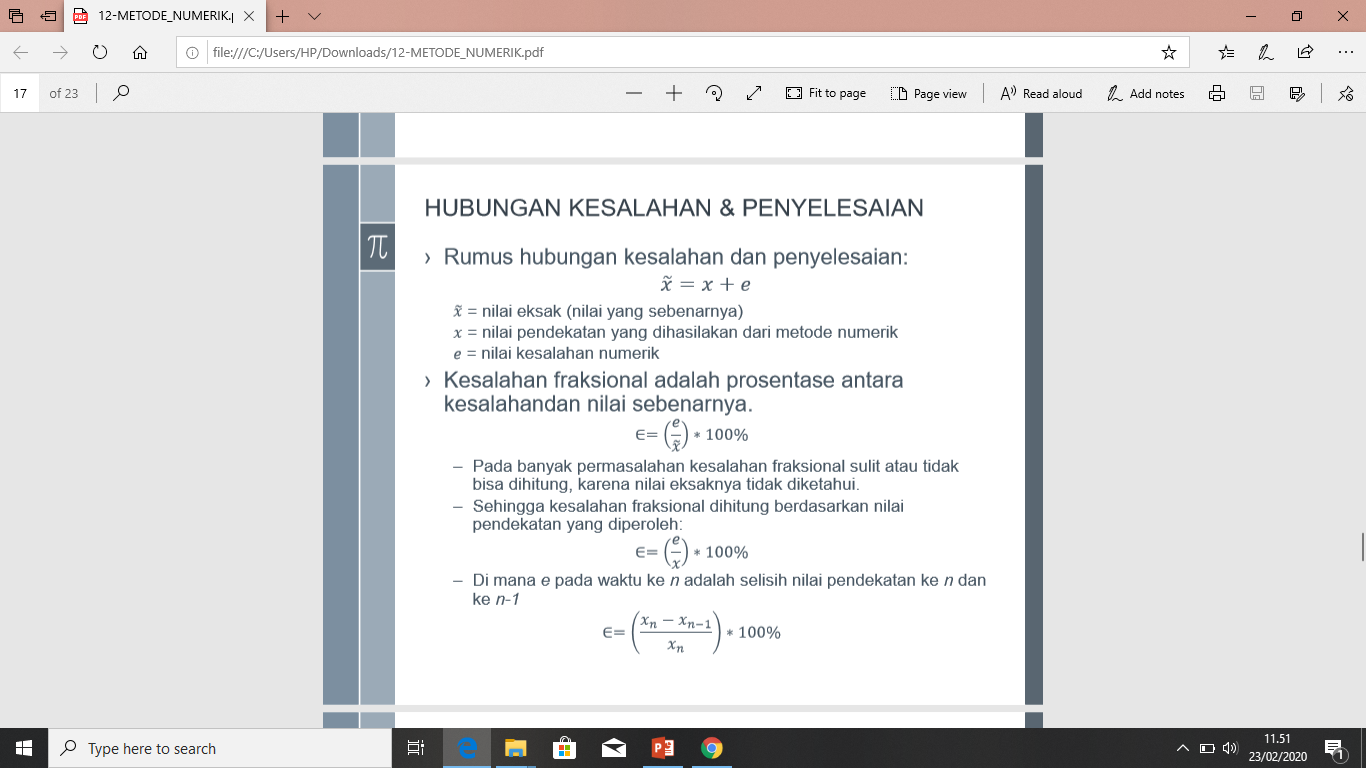 12-METODE_NUMERIK.p
file:///C:/Users/HP/Downloads/12-METODE_NUMERIK.pdf
17 of 23
Fit to page
Page view
Read aloud
Add notes
π
HUBUNGAN KESALAHAN & PENYELESAIAN
› Rumus hubungan kesalahan dan penyelesaian:
x̃ = x + e
x̃ = nilai eksak (nilai yang sebenarnya)
x = nilai pendekatan yang dihasilakan dari metode numerik
e = nilai kesalahan numerik
› Kesalahan fraksional adalah prosentase antara
kesalahandan nilai sebenarnya.
∈= (e/x̃) * 100%
– Pada banyak permasalahan kesalahan fraksional sulit atau tidak
bisa dihitung, karena nilai eksaknya tidak diketahui.
– Sehingga kesalahan fraksional dihitung berdasarkan nilai
pendekatan yang diperoleh:
∈= (e/x) * 100%
– Di mana e pada waktu ke n adalah selisih nilai pendekatan ke n dan
ke n-1
∈= ((xₙ − xₙ₋₁)/xₙ) * 100%
Type here to search
11.51
23/02/2020
1